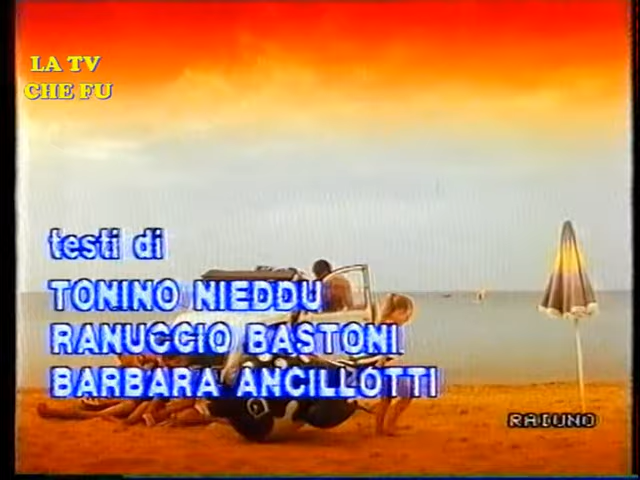 LA TV
CHE FU
testi di
TONINO NIEDDU
RANUCCIO BASTONI
BARBARA ANCILLOTTI
RAIUNO